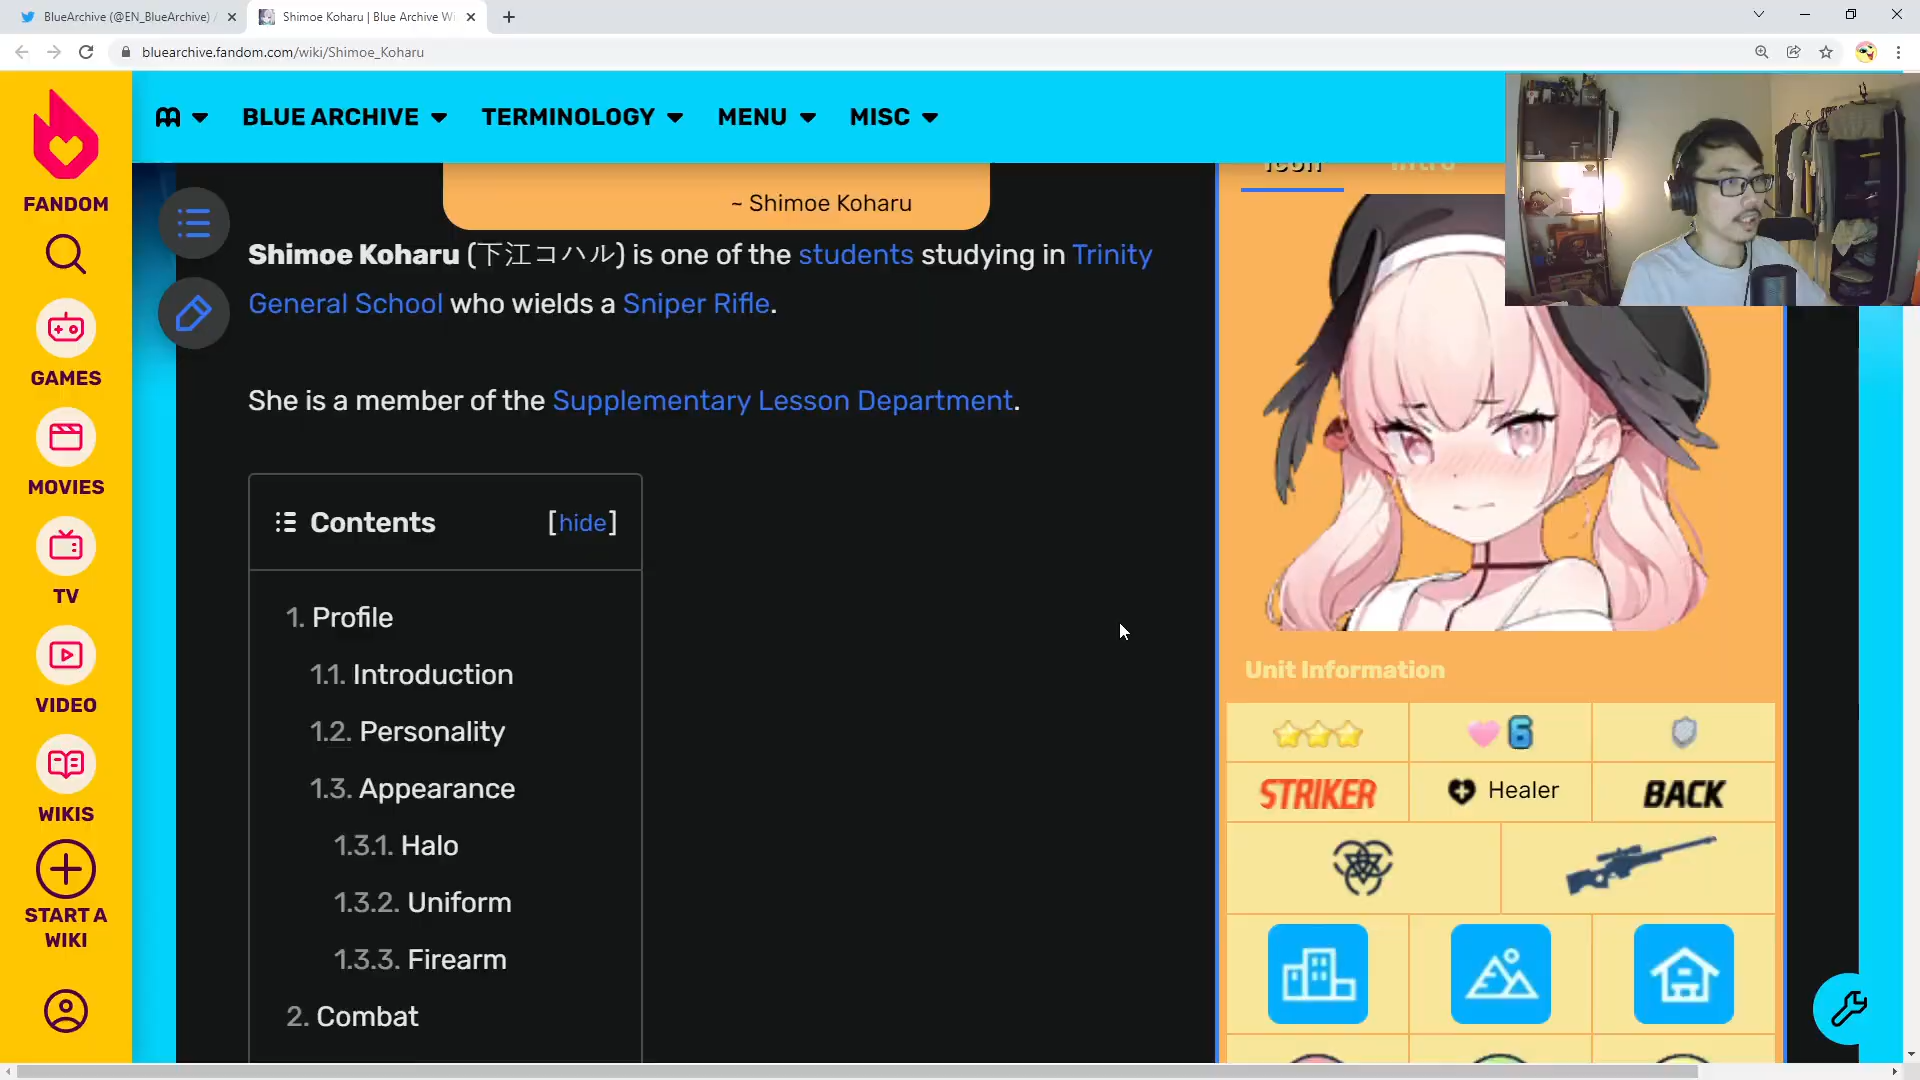 BlueArchive (@EN_BlueArchive) /
Shimoe Koharu | Blue Archive Wi
bluearchive.fandom.com/wiki/Shimoe_Koharu
BLUE ARCHIVE
TERMINOLOGY
MENU
MISC
FANDOM
GAMES
MOVIES
TV
VIDEO
WIKIS
START A
WIKI
~ Shimoe Koharu
Shimoe Koharu (下江コハル) is one of the students studying in Trinity
General School who wields a Sniper Rifle.
She is a member of the Supplementary Lesson Department.
Contents [hide]
1. Profile
1.1. Introduction
1.2. Personality
1.3. Appearance
1.3.1. Halo
1.3.2. Uniform
1.3.3. Firearm
2. Combat
Icon
Intro
Unit Information
6
STRIKER
Healer
BACK